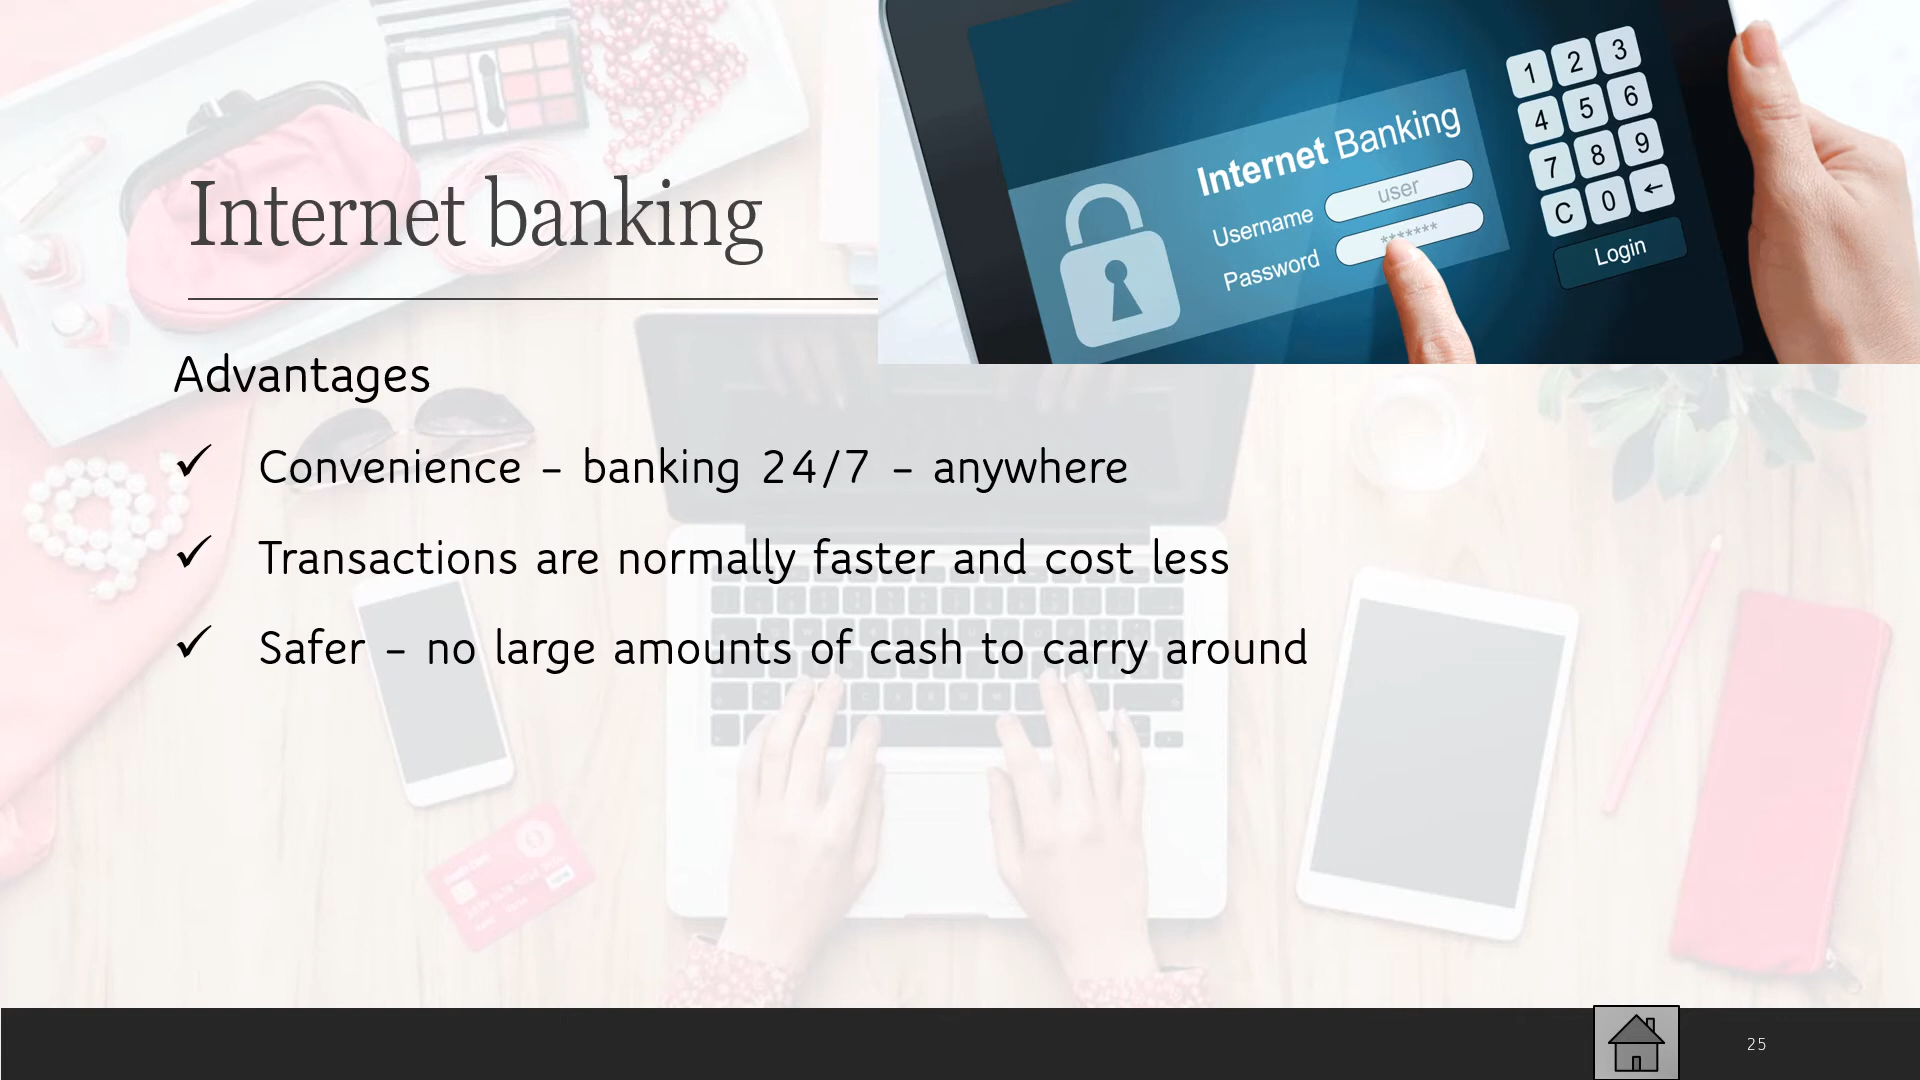 Internet banking
Internet Banking
Username
user
Password
*******
1 2 3
4 5 6
7 8 9
C 0 ←
Login
Advantages
✓ Convenience – banking 24/7 – anywhere
✓ Transactions are normally faster and cost less
✓ Safer – no large amounts of cash to carry around
25